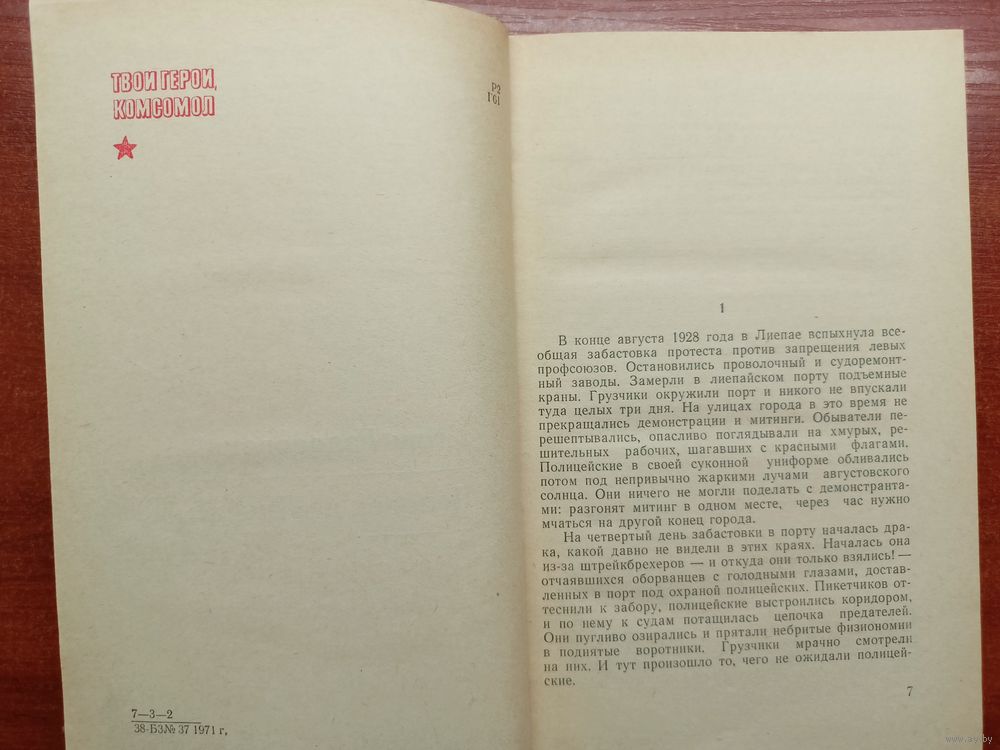 ТВОИ ГЕРОИ,
КОМСОМОЛ
Р2
Г61
7—3—2
38-БЗ№ 37 1971 г,
1
В конце августа 1928 года в Лиепае вспыхнула все-
общая забастовка протеста против запрещения левых
профсоюзов. Остановились проволочный и судоремонт-
ный заводы. Замерли в лиепайском порту подъемные
краны. Грузчики окружили порт и никого не впускали
туда целых три дня. На улицах города в это время не
прекращались демонстрации и митинги. Обыватели пе-
решептывались, опасливо поглядывали на хмурых, ре-
шительных рабочих, шагавших с красными флагами.
Полицейские в своей суконной униформе обливались
потом под непривычно жаркими лучами августовского
солнца. Они ничего не могли поделать с демонстранта-
ми: разгонят митинг в одном месте, через час нужно
мчаться на другой конец города.
На четвертый день забастовки в порту началась дра-
ка, какой давно не видели в этих краях. Началась она
из-за штрейкбрехеров — и откуда они только взялись! —
отчаявшихся оборванцев с голодными глазами, достав-
ленных в порт под охраной полицейских. Пикетчиков от-
теснили к забору, полицейские выстроились коридором,
и по нему к судам потащилась цепочка предателей.
Они пугливо озирались и прятали небритые физиономии
в поднятые воротники. Грузчики мрачно смотрели
на них. И тут произошло то, чего не ожидали полицей-
ские.
7
www.ay.by